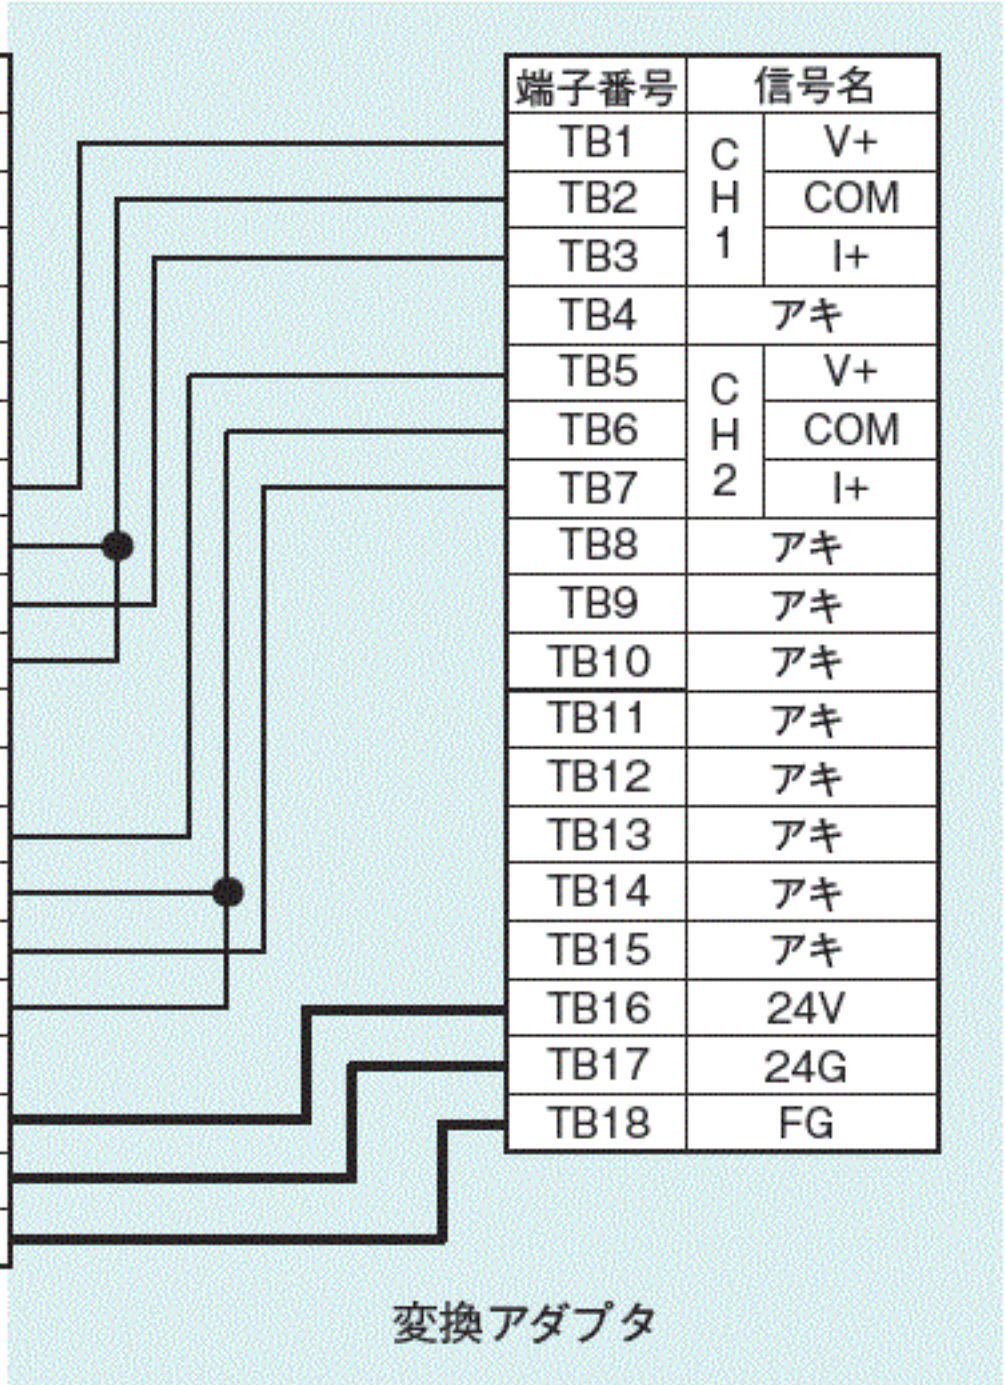 端子番号 信号名
TB1 CH1 V+
TB2 COM
TB3 I+
TB4 アキ
TB5 CH2 V+
TB6 COM
TB7 I+
TB8 アキ
TB9 アキ
TB10 アキ
TB11 アキ
TB12 アキ
TB13 アキ
TB14 アキ
TB15 アキ
TB16 24V
TB17 24G
TB18 FG
変換アダプタ